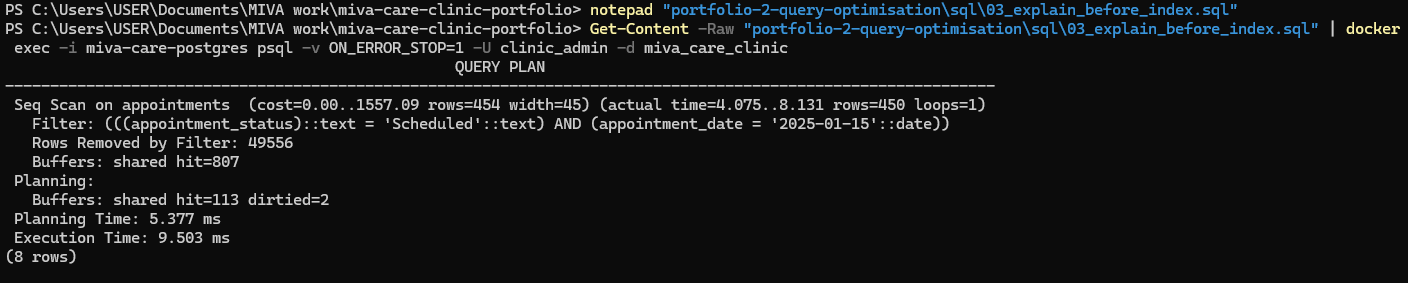 PS C:\Users\USER\Documents\MIVA work\miva-care-clinic-portfolio> notepad "portfolio-2-query-optimisation\sql\03_explain_before_index.sql"
PS C:\Users\USER\Documents\MIVA work\miva-care-clinic-portfolio> Get-Content -Raw "portfolio-2-query-optimisation\sql\03_explain_before_index.sql" | docker
 exec -i miva-care-postgres psql -v ON_ERROR_STOP=1 -U clinic_admin -d miva_care_clinic
                                                  QUERY PLAN
--------------------------------------------------------------------------------------------------------------
 Seq Scan on appointments  (cost=0.00..1557.09 rows=454 width=45) (actual time=4.075..8.131 rows=450 loops=1)
   Filter: (((appointment_status)::text = 'Scheduled'::text) AND (appointment_date = '2025-01-15'::date))
   Rows Removed by Filter: 49556
   Buffers: shared hit=807
 Planning:
   Buffers: shared hit=113 dirtied=2
 Planning Time: 5.377 ms
 Execution Time: 9.503 ms
(8 rows)